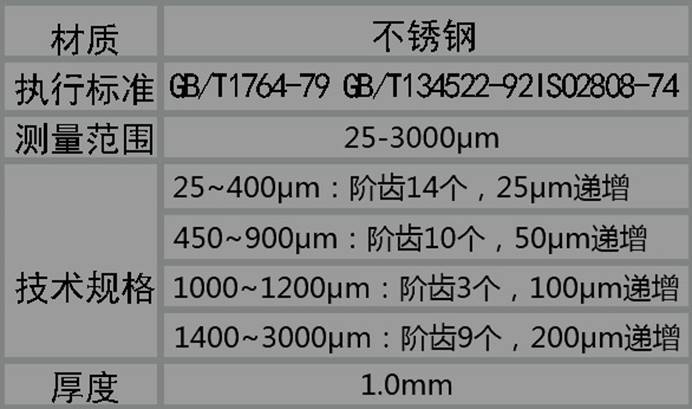 材质 不锈钢
执行标准 GB/T1764-79 GB/T134522-92ISO2808-74
测量范围 25-3000μm
技术规格
25~400μm：阶齿14个，25μm递增
450~900μm：阶齿10个，50μm递增
1000~1200μm：阶齿3个，100μm递增
1400~3000μm：阶齿9个，200μm递增
厚度 1.0mm